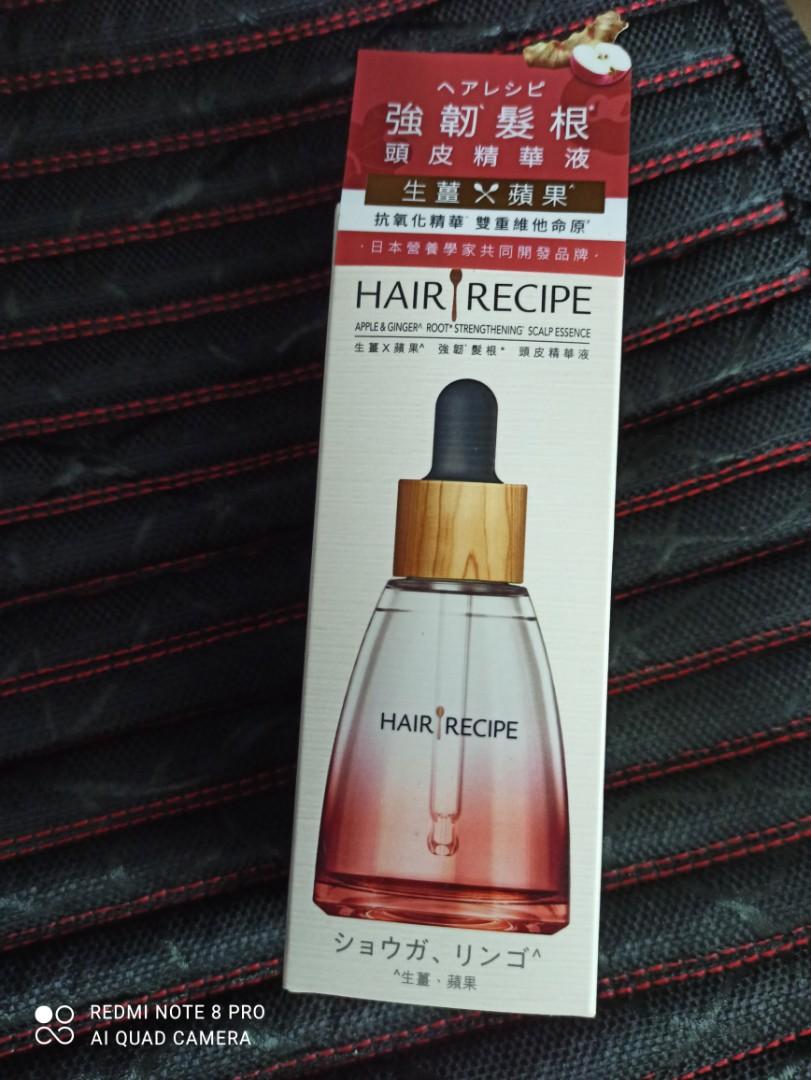 ヘアレシピ
強韌`髮根*
頭皮精華液
生薑 X 蘋果^
抗氧化精華~ 雙重維他命原#
·日本營養學家共同開發品牌·
HAIR RECIPE
APPLE & GINGER^ ROOT* STRENGTHENING` SCALP ESSENCE
生薑X蘋果^ 強韌`髮根* 頭皮精華液
HAIR RECIPE
ショウガ、リンゴ^
^生薑、蘋果
REDMI NOTE 8 PRO
AI QUAD CAMERA